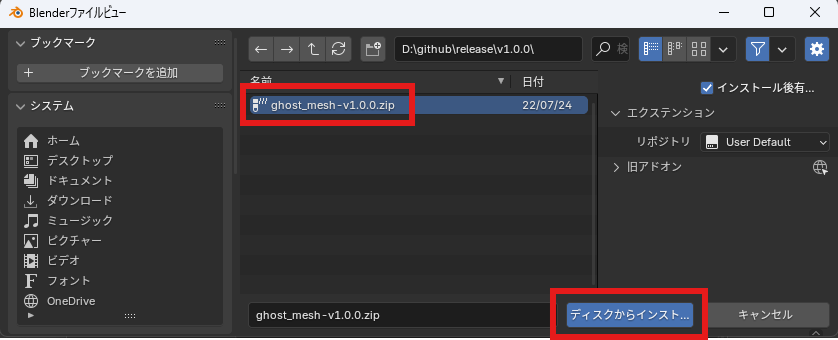 Blenderファイルビュー
ブックマーク
ブックマークを追加
システム
ホーム
デスクトップ
ドキュメント
ダウンロード
ミュージック
ピクチャー
ビデオ
フォント
OneDrive
D:\github\release\v1.0.0\
検
名前 日付
ghost_mesh-v1.0.0.zip 22/07/24
インストール後有...
エクステンション
リポジトリ User Default
旧アドオン
ghost_mesh-v1.0.0.zip
ディスクからインスト...
キャンセル